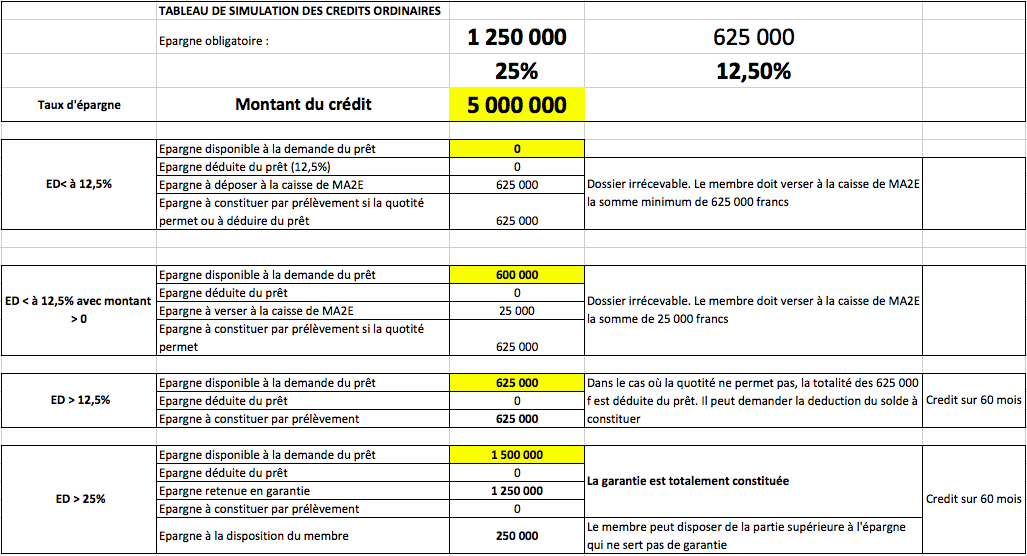 TABLEAU DE SIMULATION DES CREDITS ORDINAIRES
Epargne obligatoire : 1 250 000 625 000
25% 12,50%
Taux d'épargne Montant du crédit 5 000 000
ED< à 12,5%
Epargne disponible à la demande du prêt 0
Epargne déduite du prêt (12,5%) 0
Epargne à déposer à la caisse de MA2E 625 000
Epargne à constituer par prélèvement si la quotité
permet ou à déduire du prêt 625 000
Dossier irrécevable. Le membre doit verser à la caisse de MA2E
la somme minimum de 625 000 francs
ED < à 12,5% avec montant
> 0
Epargne disponible à la demande du prêt 600 000
Epargne déduite du prêt 0
Epargne à verser à la caisse de MA2E 25 000
Epargne à constituer par prélèvement si la quotité
permet 625 000
Dossier irrécevable. Le membre doit verser à la caisse de MA2E
la somme de 25 000 francs
ED > 12,5%
Epargne disponible à la demande du prêt 625 000
Epargne déduite du prêt 0
Epargne à constituer par prélèvement 625 000
Dans le cas où la quotité ne permet pas, la totalité des 625 000
f est déduite du prêt. Il peut demander la deduction du solde à
constituer
Credit sur 60 mois
ED > 25%
Epargne disponible à la demande du prêt 1 500 000
Epargne déduite du prêt 0
Epargne retenue en garantie 1 250 000
Epargne à constituer par prélèvement 0
La garantie est totalement constituée
Epargne à la disposition du membre 250 000
Le membre peut disposer de la partie supérieure à l'épargne
qui ne sert pas de garantie
Credit sur 60 mois